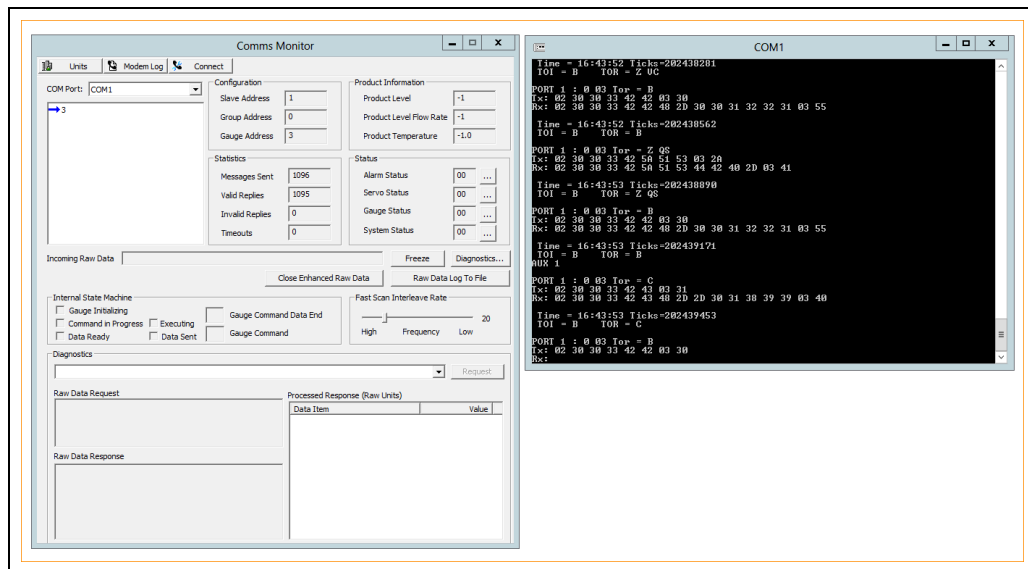 Comms Monitor
Units Modem Log Connect
COM Port: COM1
3
Configuration
Slave Address 1
Group Address 0
Gauge Address 3
Product Information
Product Level -1
Product Level Flow Rate -1
Product Temperature -1.0
Statistics
Messages Sent 1096
Valid Replies 1095
Invalid Replies 0
Timeouts 0
Status
Alarm Status 00 ...
Servo Status 00 ...
Gauge Status 00 ...
System Status 00 ...
Incoming Raw Data Freeze Diagnostics...
Close Enhanced Raw Data Raw Data Log To File
Internal State Machine
Gauge Initializing
Command in Progress Executing
Data Ready Data Sent
Gauge Command Data End
Gauge Command
Fast Scan Interleave Rate
20
High Frequency Low
Diagnostics
Request
Raw Data Request
Processed Response (Raw Units)
Data Item Value
Raw Data Response
COM1
Time = 16:43:52 Ticks=202438281
TOI = B TOR = Z VC
PORT 1 : 0 03 Tor = B
Tx: 02 30 30 33 42 42 03 30
Rx: 02 30 30 33 42 42 48 2D 30 30 31 32 32 31 03 55
Time = 16:43:52 Ticks=202438562
TOI = B TOR = B
PORT 1 : 0 03 Tor = Z QS
Tx: 02 30 30 33 42 5A 51 53 03 2A
Rx: 02 30 30 33 42 5A 51 53 44 42 40 2D 03 41
Time = 16:43:53 Ticks=202438890
TOI = B TOR = Z QS
PORT 1 : 0 03 Tor = B
Tx: 02 30 30 33 42 42 03 30
Rx: 02 30 30 33 42 42 48 2D 30 30 31 32 32 31 03 55
Time = 16:43:53 Ticks=202439171
TOI = B TOR = B
AUX 1
PORT 1 : 0 03 Tor = C
Tx: 02 30 30 33 42 43 03 31
Rx: 02 30 30 33 42 43 48 2D 2D 30 31 38 39 39 03 40
Time = 16:43:53 Ticks=202439453
TOI = B TOR = C
PORT 1 : 0 03 Tor = B
Tx: 02 30 30 33 42 42 03 30
Rx: